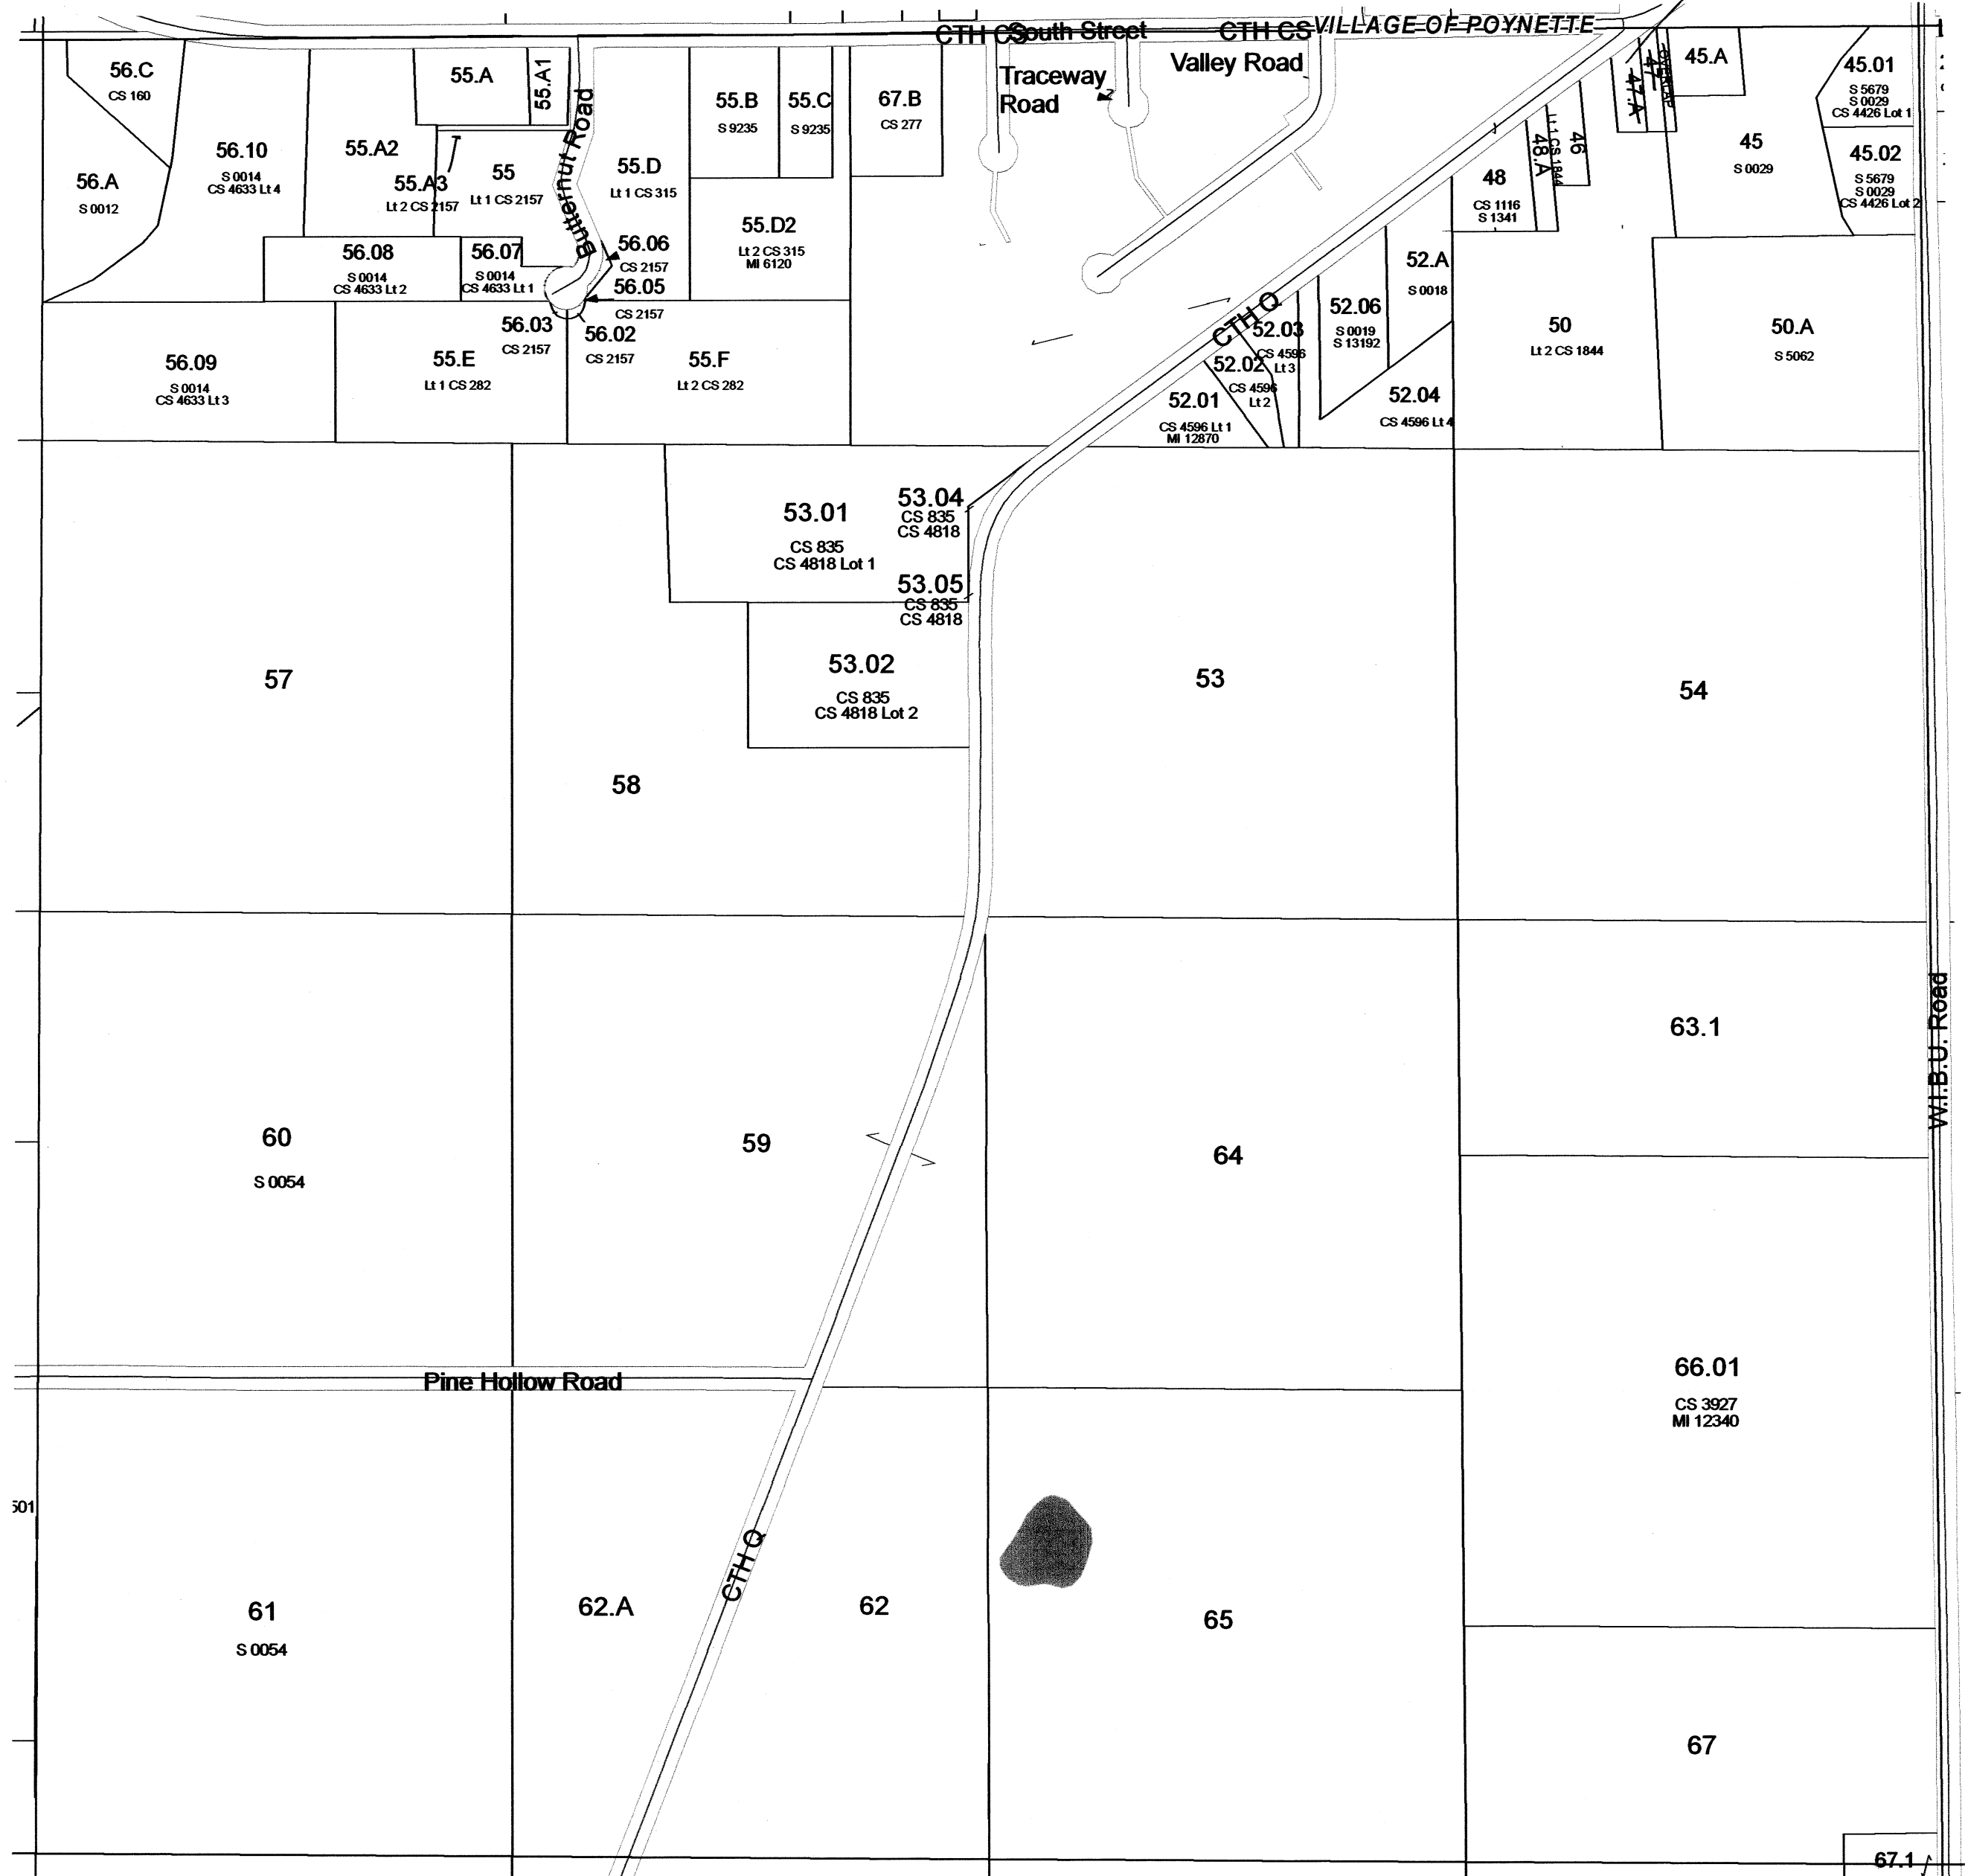 CTH CS
South Street
CTH CS
VILLAGE OF POYNETTE
56.C
CS 160
55.A
55.A1
Butternut Road
55.B
S 9235
55.C
S 9235
67.B
CS 277
Traceway
Road
Valley Road
47.A
47
OVERLAP
45.A
45.01
S 5679
S 0029
CS 4426 Lot 1
56.A
S 0012
56.10
S 0014
CS 4633 Lt 4
55.A2
55.A3
Lt 2 CS 2157
55
Lt 1 CS 2157
55.D
Lt 1 CS 315
55.D2
Lt 2 CS 315
MI 6120
48
CS 1116
S 1341
48.A
Lt 1 CS 1844
46
45
S 0029
45.02
S 5679
S 0029
CS 4426 Lot 2
56.08
S 0014
CS 4633 Lt 2
56.07
S 0014
CS 4633 Lt 1
56.06
CS 2157
56.05
CS 2157
56.03
CS 2157
56.02
CS 2157
56.09
S 0014
CS 4633 Lt 3
55.E
Lt 1 CS 282
55.F
Lt 2 CS 282
CTH Q
52.03
CS 4596
Lt 3
52.02
CS 4596
Lt 2
52.01
CS 4596 Lt 1
MI 12870
52.06
S 0019
S 13192
52.A
S 0018
52.04
CS 4596 Lt 4
50
Lt 2 CS 1844
50.A
S 5062
53.01
CS 835
CS 4818 Lot 1
53.04
CS 835
CS 4818
53.05
CS 835
CS 4818
53.02
CS 835
CS 4818 Lot 2
57
58
53
54
63.1
W.I.B.U. Road
60
S 0054
59
64
Pine Hollow Road
66.01
CS 3927
MI 12340
501
CTH Q
61
S 0054
62.A
62
65
67
67.1